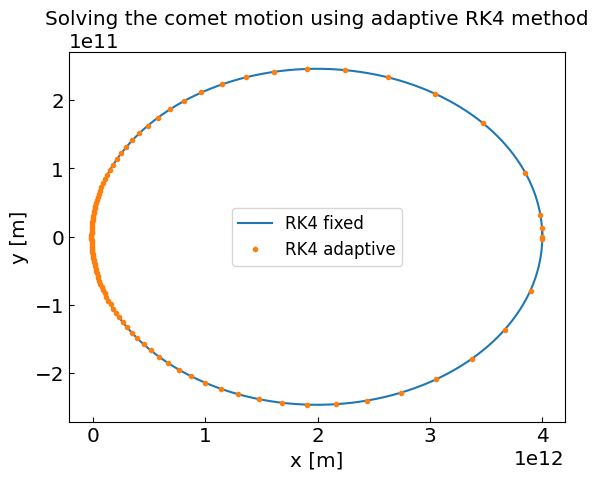 Solving the comet motion using adaptive RK4 method
1e11
2
1
0
−1
−2
y [m]
RK4 fixed
RK4 adaptive
0 1 2 3 4
x [m]
1e12